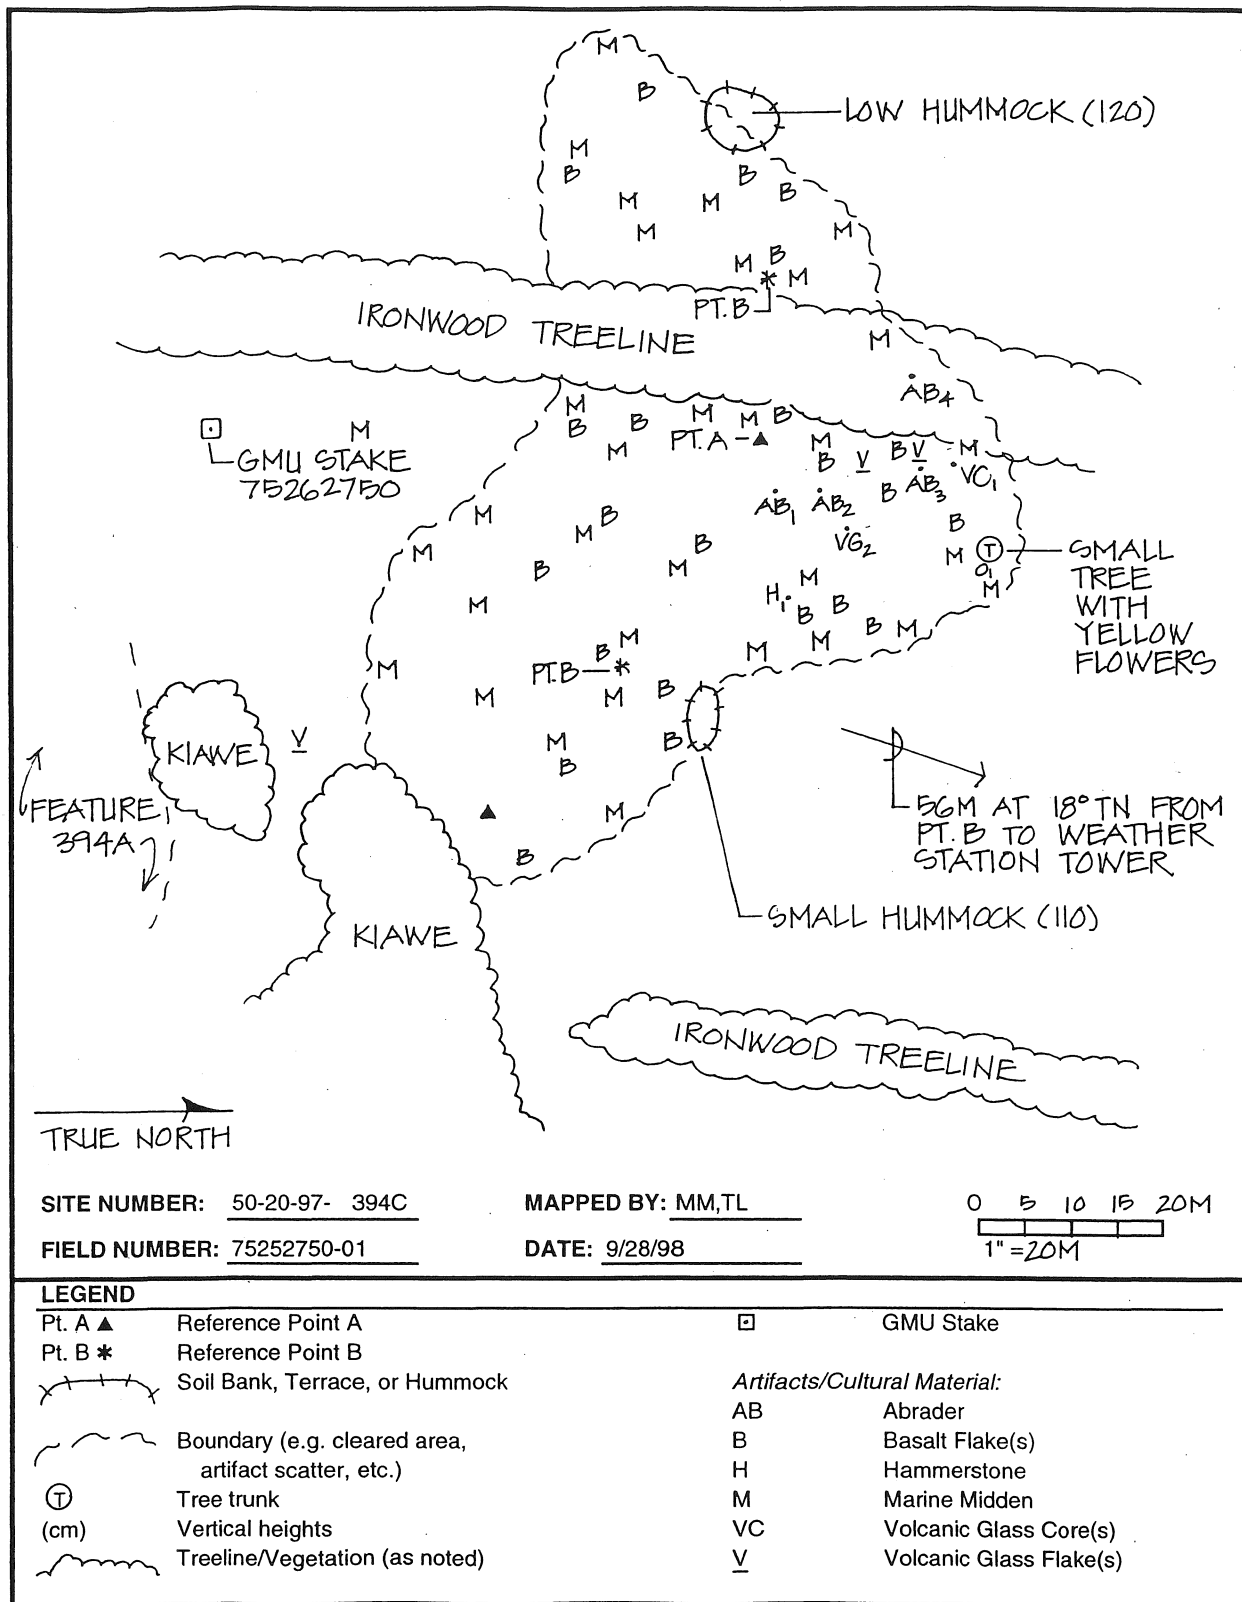 M
B
LOW HUMMOCK (120)
M
B
B
B
M
M
M
M
B
M
M
PT. B
IRONWOOD TREELINE
M
AB4
M
B
B
M
M
B
PT. A
M
M
B
V
B
V
M
VC1
GMU STAKE
75262750
M
AB1
AB2
B
AB3
M
B
M
B
VG2
B
M
M
B
M
SMALL
TREE
WITH
YELLOW
FLOWERS
T
O1
M
M
M
H1
B
B
B
M
M
M
M
B
PT. B
M
M
M
B
B
M
B
M
B
KIAWE
V
FEATURE
394A
56M AT 18° TN FROM
PT. B TO WEATHER
STATION TOWER
SMALL HUMMOCK (110)
KIAWE
IRONWOOD TREELINE
TRUE NORTH
SITE NUMBER: 50-20-97- 394C
MAPPED BY: MM,TL
0 5 10 15 20M
1" = 20M
FIELD NUMBER: 75252750-01
DATE: 9/28/98
LEGEND
Pt. A ▲ Reference Point A
Pt. B * Reference Point B
Soil Bank, Terrace, or Hummock
Boundary (e.g. cleared area,
artifact scatter, etc.)
T Tree trunk
(cm) Vertical heights
Treeline/Vegetation (as noted)
GMU Stake
Artifacts/Cultural Material:
AB Abrader
B Basalt Flake(s)
H Hammerstone
M Marine Midden
VC Volcanic Glass Core(s)
V Volcanic Glass Flake(s)